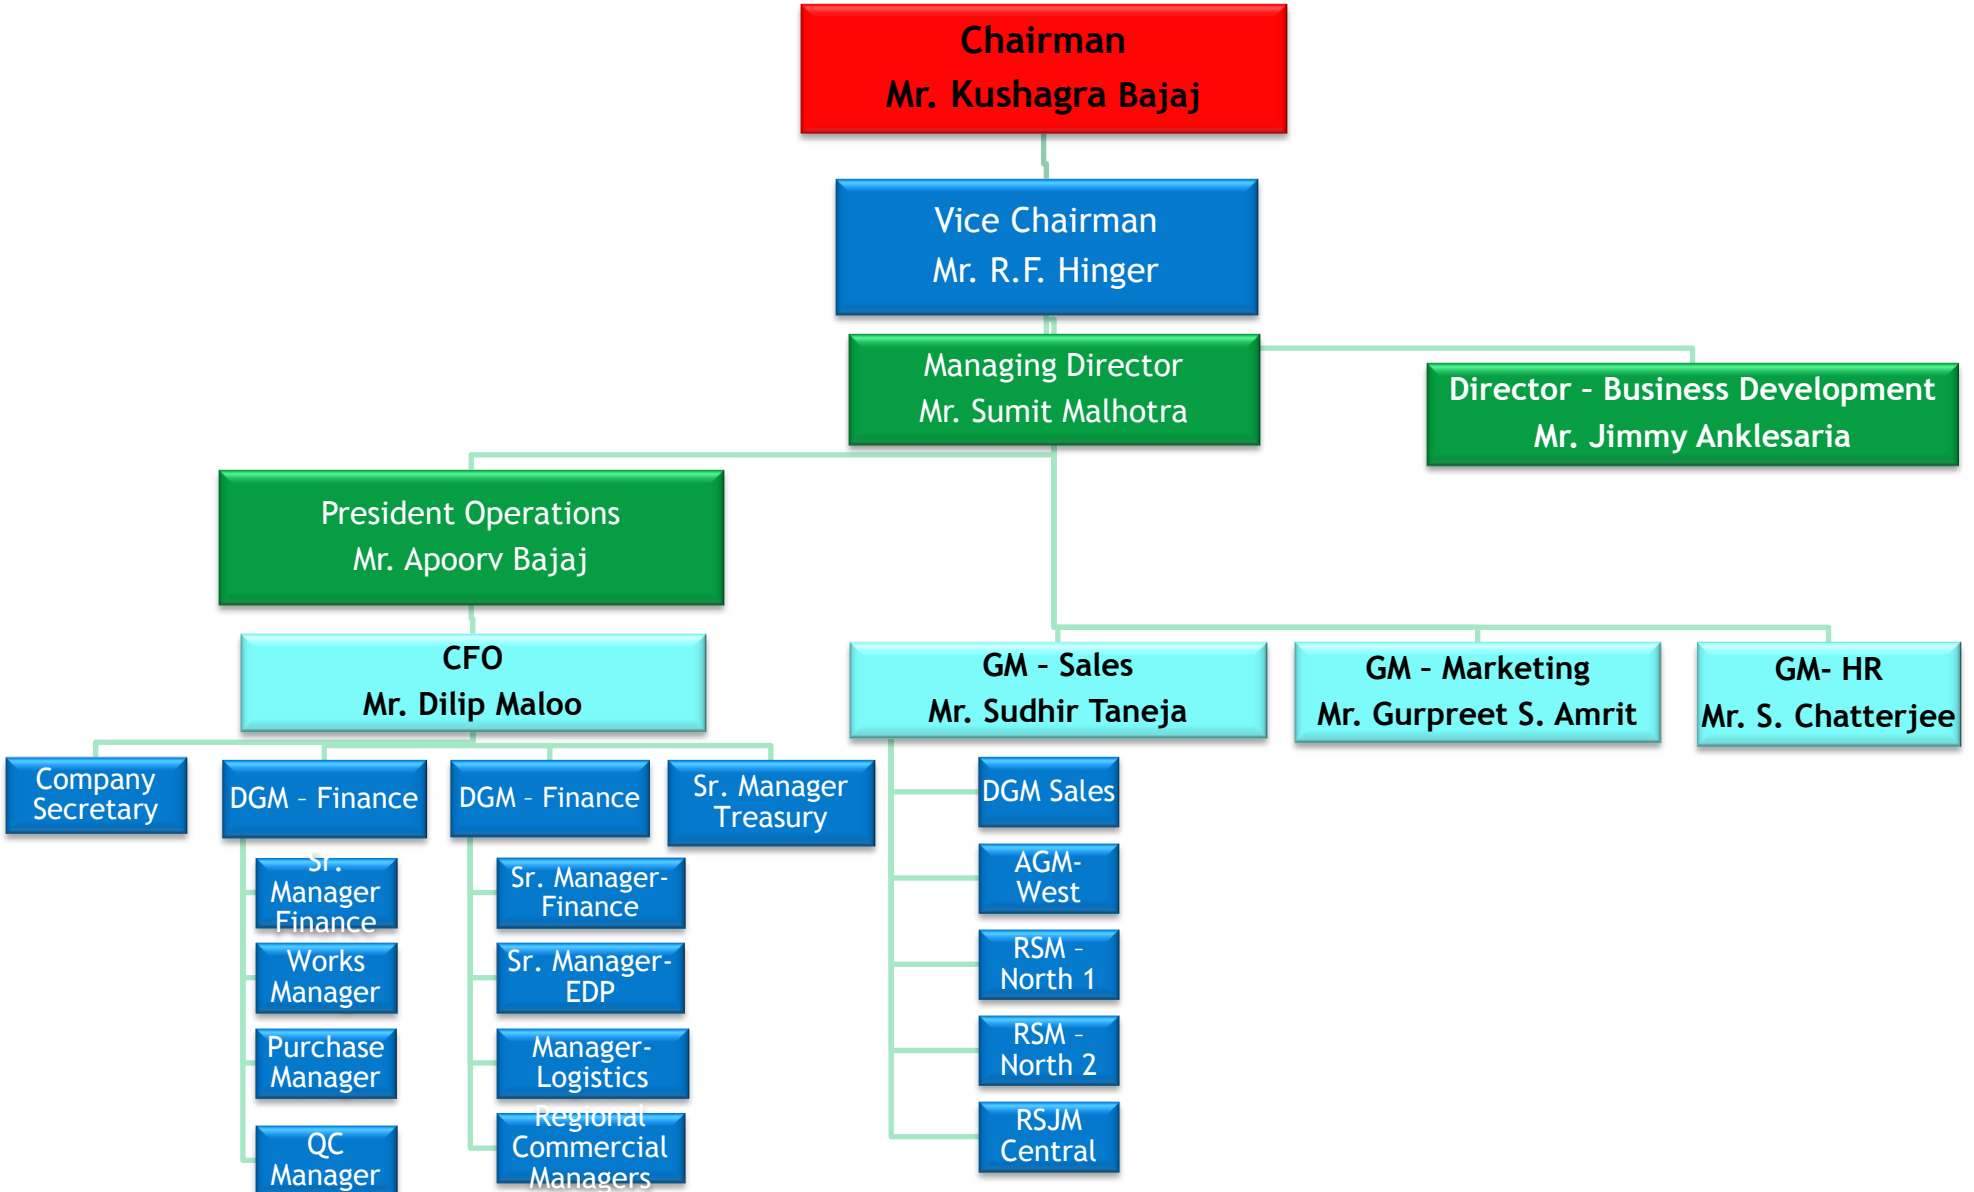 Chairman
Mr. Kushagra Bajaj
Vice Chairman
Mr. R.F. Hinger
Managing Director
Mr. Sumit Malhotra
Director – Business Development
Mr. Jimmy Anklesaria
President Operations
Mr. Apoorv Bajaj
CFO
Mr. Dilip Maloo
GM – Sales
Mr. Sudhir Taneja
GM – Marketing
Mr. Gurpreet S. Amrit
GM- HR
Mr. S. Chatterjee
Company
Secretary
DGM – Finance
DGM – Finance
Sr. Manager
Treasury
Sr.
Manager
Finance
Works
Manager
Purchase
Manager
QC
Manager
Sr. Manager-
Finance
Sr. Manager-
EDP
Manager-
Logistics
Regional
Commercial
Managers
DGM Sales
AGM-
West
RSM –
North 1
RSM –
North 2
RSJM
Central